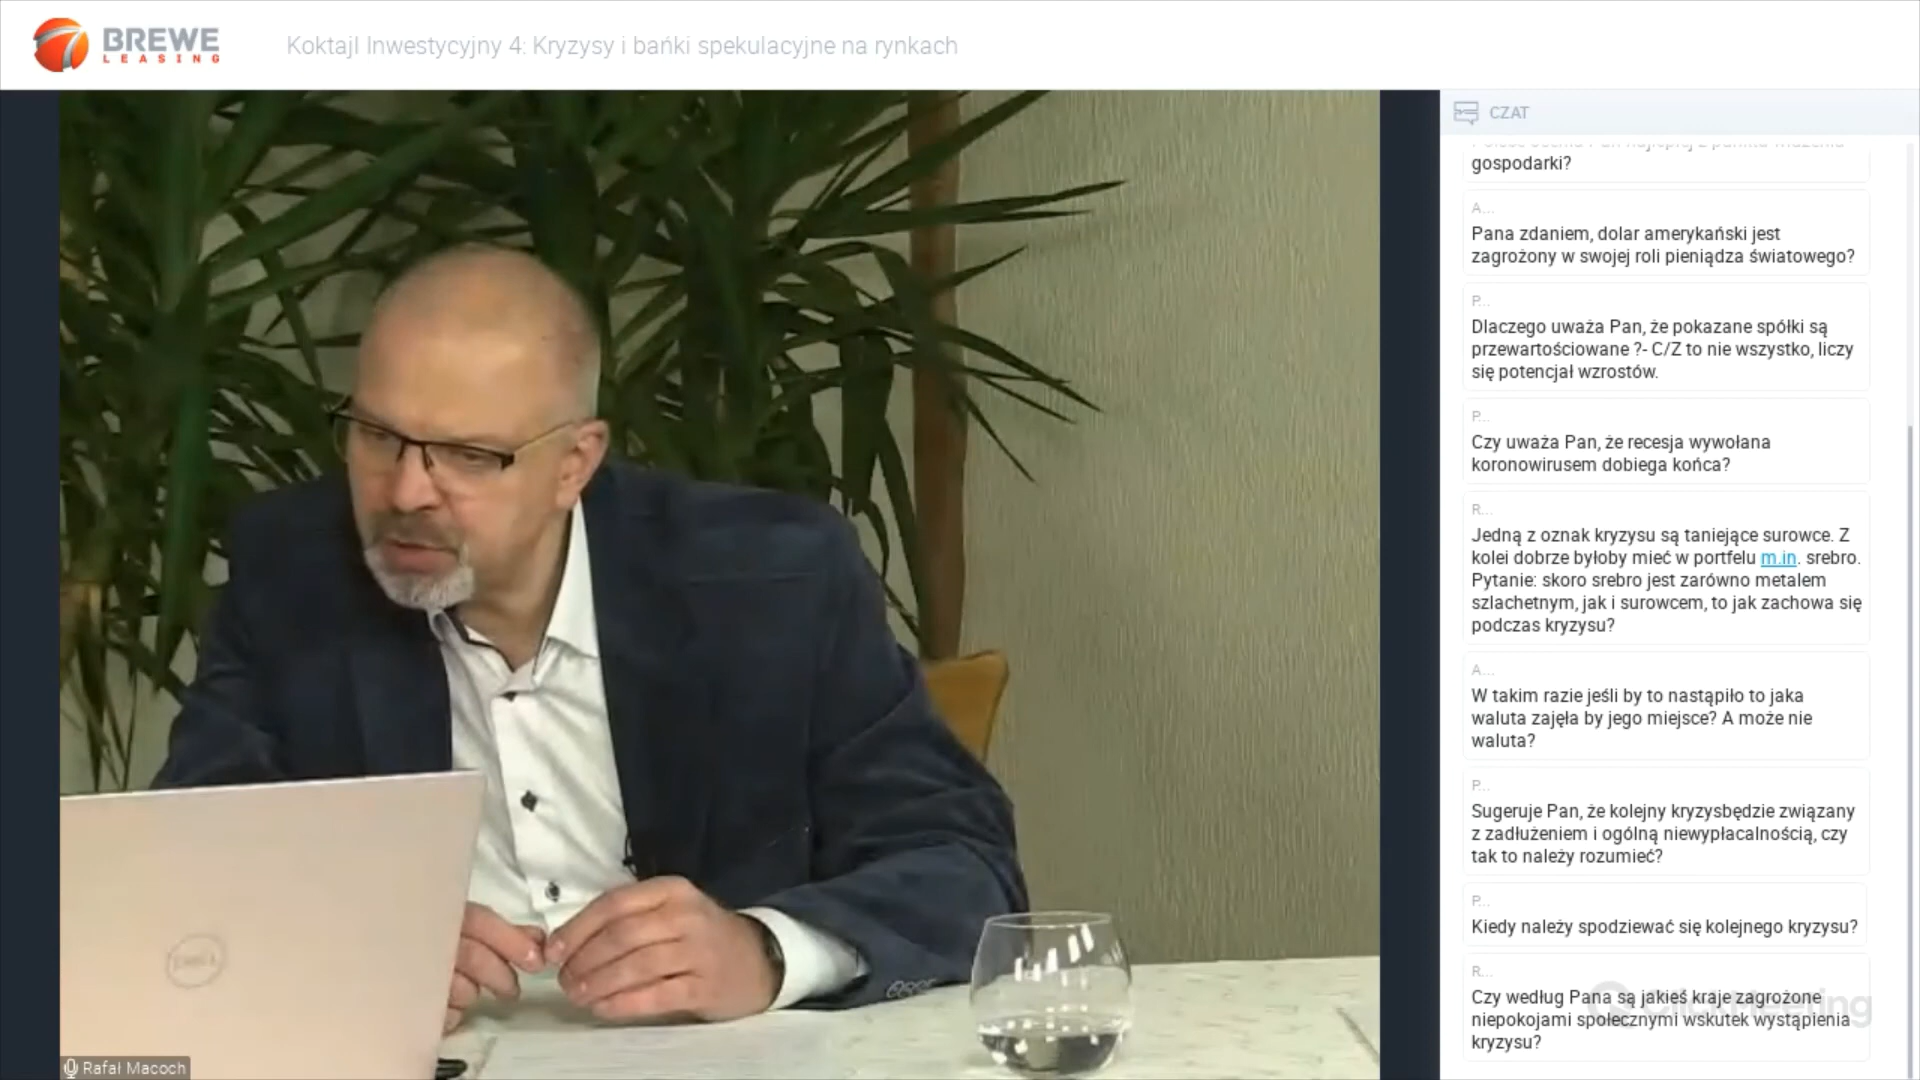 BREWE
LEASING
Koktajl Inwestycyjny 4: Kryzysy i bańki spekulacyjne na rynkach
CZAT
gospodarki?
A...
Pana zdaniem, dolar amerykański jest
zagrożony w swojej roli pieniądza światowego?
P...
Dlaczego uważa Pan, że pokazane spółki są
przewartościowane ?- C/Z to nie wszystko, liczy
się potencjał wzrostów.
P...
Czy uważa Pan, że recesja wywołana
koronowirusem dobiega końca?
R...
Jedną z oznak kryzysu są taniejące surowce. Z
kolei dobrze byłoby mieć w portfelu m.in. srebro.
Pytanie: skoro srebro jest zarówno metalem
szlachetnym, jak i surowcem, to jak zachowa się
podczas kryzysu?
A...
W takim razie jeśli by to nastąpiło to jaka
waluta zajęła by jego miejsce? A może nie
waluta?
P...
Sugeruje Pan, że kolejny kryzysbędzie związany
z zadłużeniem i ogólną niewypłacalnością, czy
tak to należy rozumieć?
P...
Kiedy należy spodziewać się kolejnego kryzysu?
R...
Czy według Pana są jakieś kraje zagrożone
niepokojami społecznymi wskutek wystąpienia
kryzysu?
ClickMeeting
DELL
Rafał Macoch